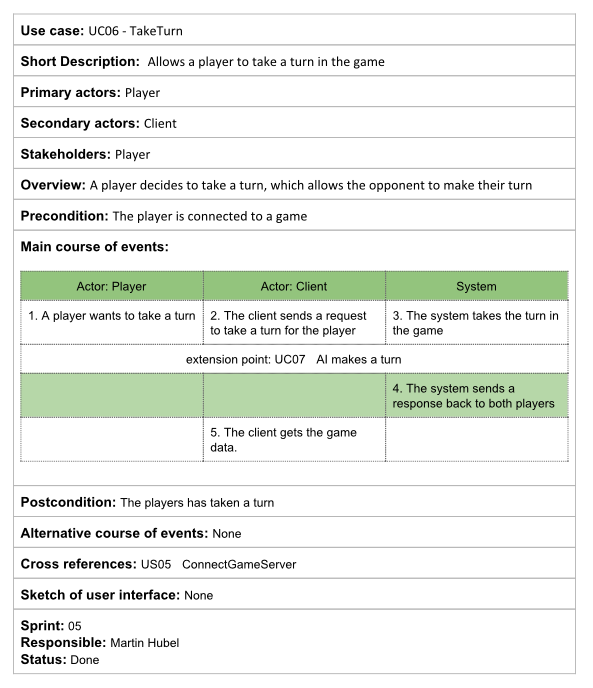 Use case: UC06 - TakeTurn
Short Description: Allows a player to take a turn in the game
Primary actors: Player
Secondary actors: Client
Stakeholders: Player
Overview: A player decides to take a turn, which allows the opponent to make their turn
Precondition: The player is connected to a game
Main course of events:
Actor: Player
Actor: Client
System
1. A player wants to take a turn
2. The client sends a request
to take a turn for the player
3. The system takes the turn in
the game
extension point: UC07 AI makes a turn
4. The system sends a
response back to both players
5. The client gets the game
data.
Postcondition: The players has taken a turn
Alternative course of events: None
Cross references: US05 ConnectGameServer
Sketch of user interface: None
Sprint: 05
Responsible: Martin Hubel
Status: Done